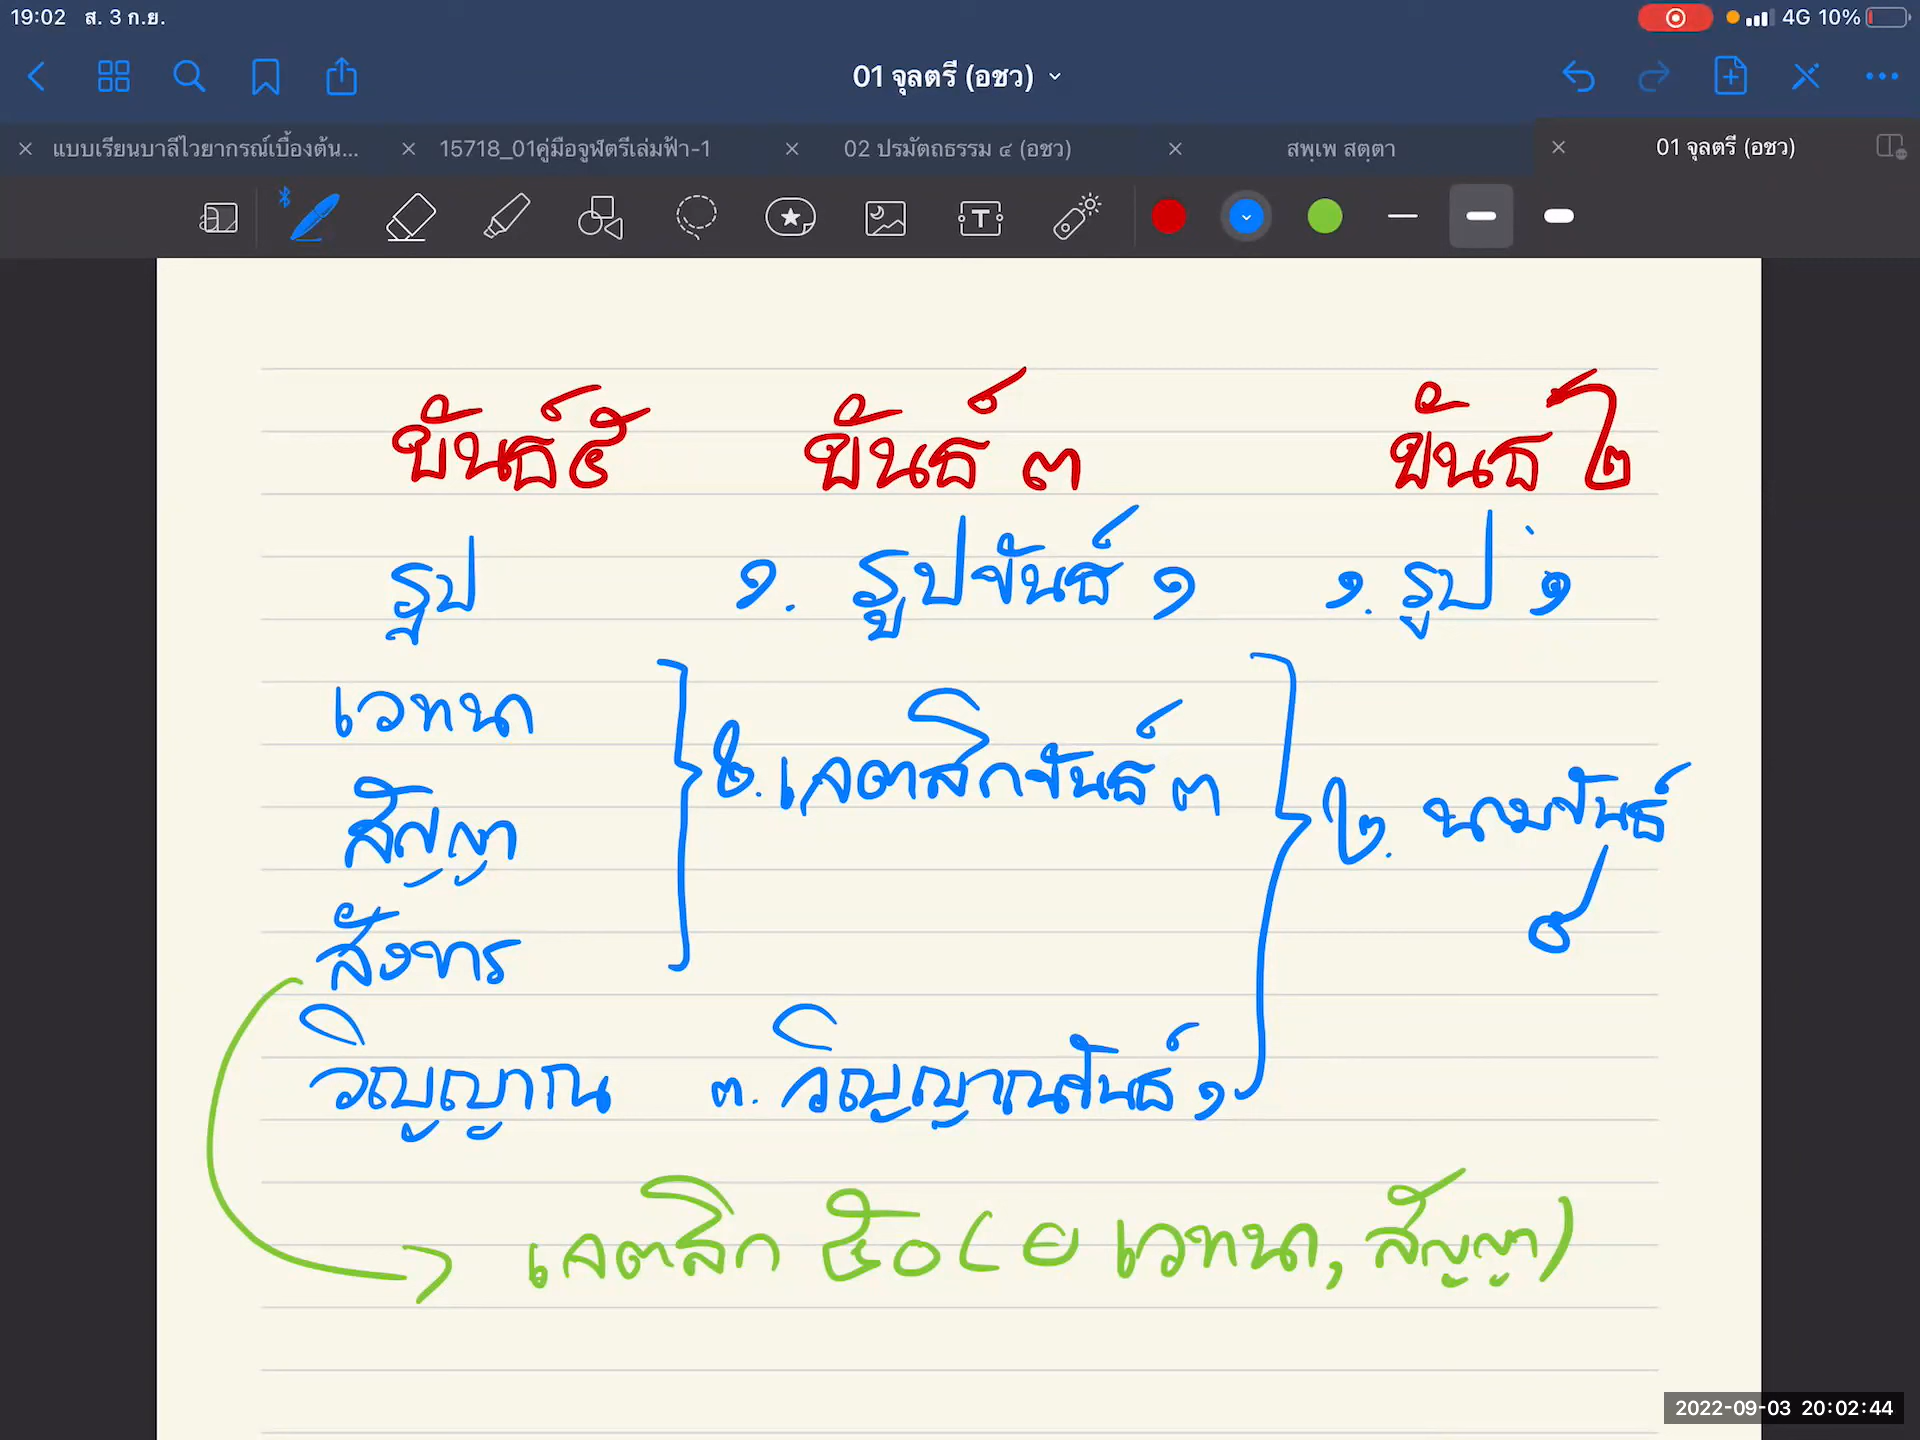 19:02 ส. 3 ก.ย.
4G 10%
01 จุลตรี (อชว)
แบบเรียนบาลีไวยากรณ์เบื้องต้น...
15718_01คู่มือจูฬตรีเล่มฟ้า-1
02 ปรมัตถธรรม ๔ (อชว)
สพฺเพ สตฺตา
01 จุลตรี (อชว)
ขันธ์ ๕ ขันธ์ ๓ ขันธ์ ๒
รูป ๑. รูปขันธ์ ๑ ๑. รูป ๑
เวทนา
สัญญา ๒. เจตสิกขันธ์ ๓ ๒. นามขันธ์
๔
สังขาร
วิญญาณ ๓. วิญญาณขันธ์ ๑
เจตสิก ๕๐ (⊖ เวทนา, สัญญา)
2022-09-03 20:02:44